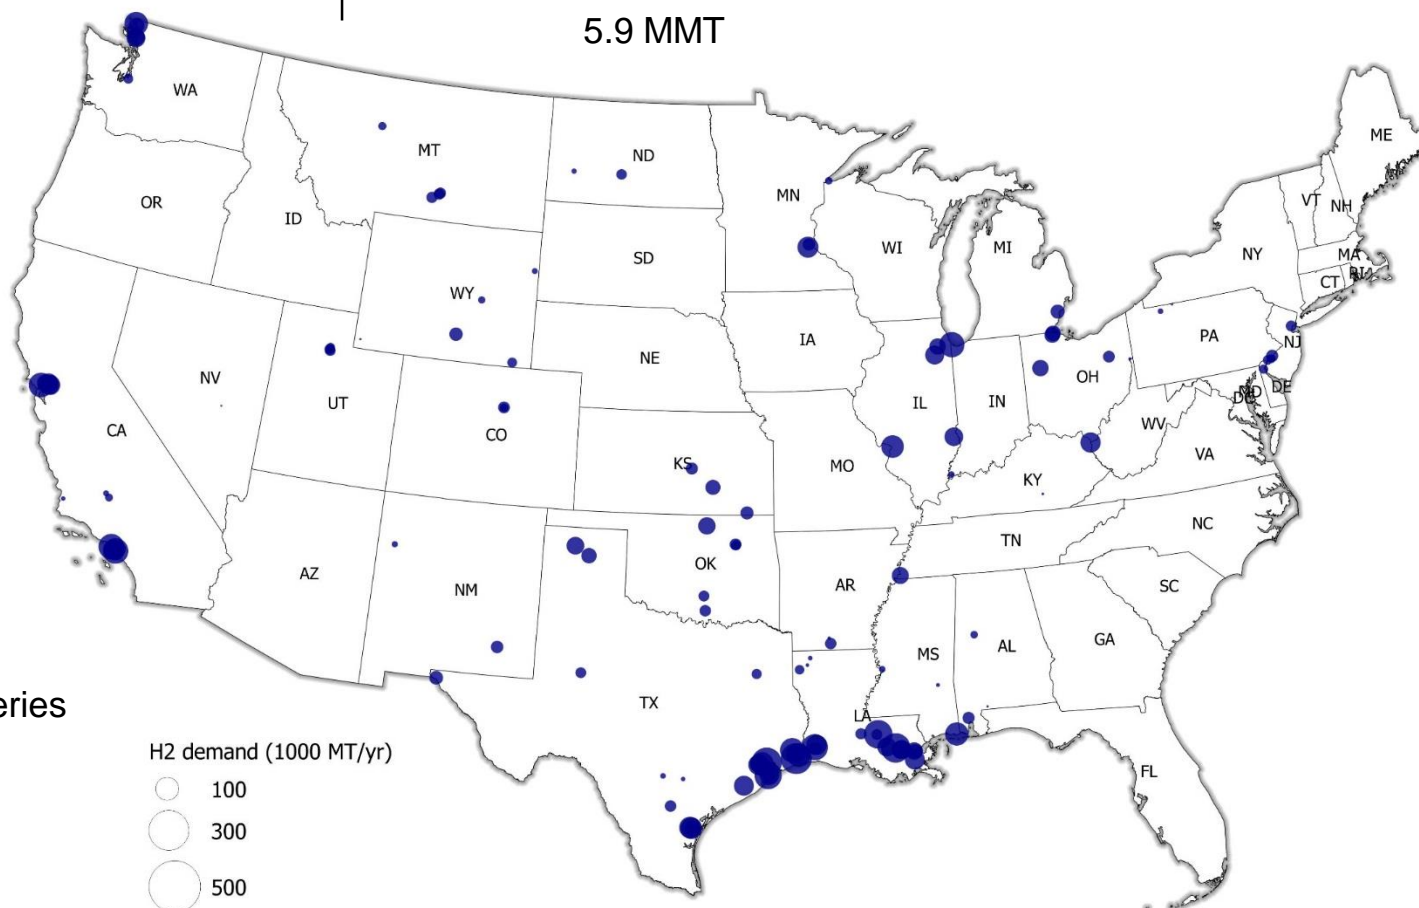 5.9 MMT
WA
MT
ND
MN
ME
VT
NH
OR
ID
SD
WI
MI
NY
MA
RI
CT
WY
IA
NE
PA
NJ
NV
UT
CO
IL
IN
OH
DE
MD
DC
CA
KS
MO
WV
KY
VA
NC
TN
AZ
NM
OK
AR
SC
MS
AL
GA
TX
LA
FL
eries
H2 demand (1000 MT/yr)
100
300
500